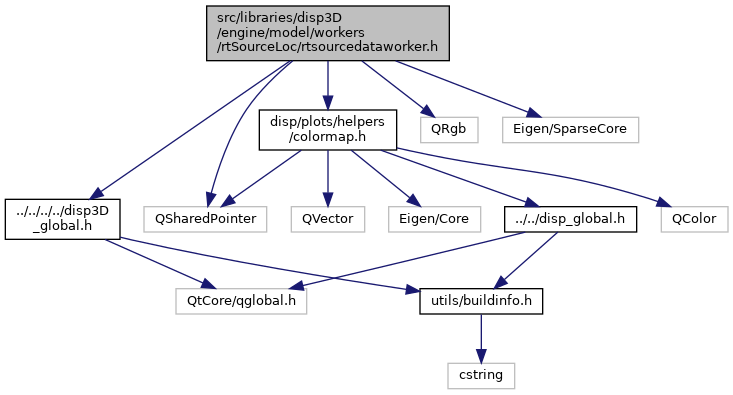 src/libraries/disp3D
/engine/model/workers
/rtSourceLoc/rtsourcedataworker.h
disp/plots/helpers
/colormap.h
QRgb
Eigen/SparseCore
../../../../disp3D
_global.h
QSharedPointer
QVector
Eigen/Core
../../disp_global.h
QColor
QtCore/qglobal.h
utils/buildinfo.h
cstring